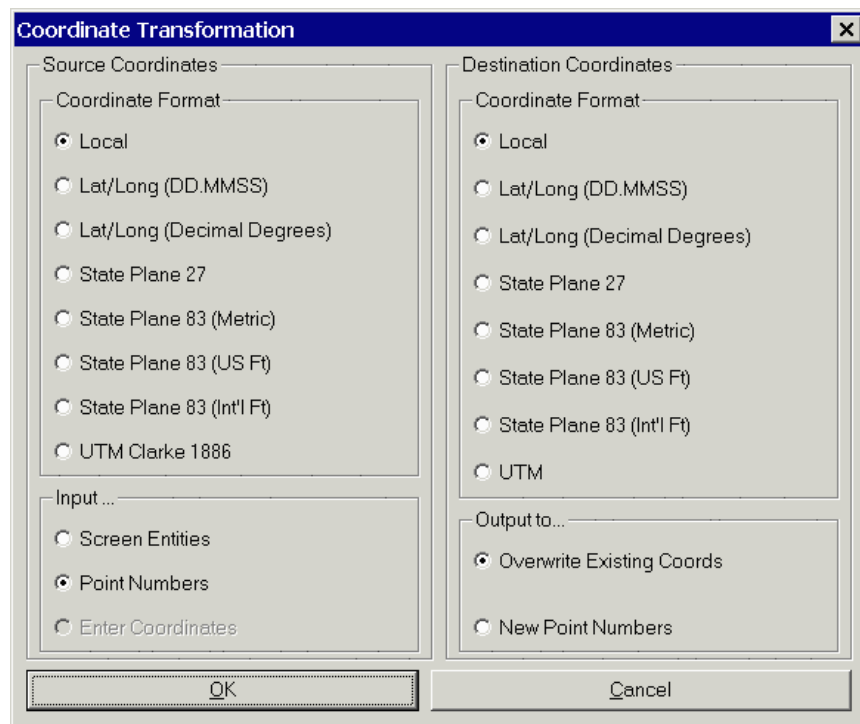 Coordinate Transformation
Source Coordinates
Coordinate Format
Local
Lat/Long (DD.MMSS)
Lat/Long (Decimal Degrees)
State Plane 27
State Plane 83 (Metric)
State Plane 83 (US Ft)
State Plane 83 (Int'l Ft)
UTM Clarke 1886
Input ...
Screen Entities
Point Numbers
Enter Coordinates
Destination Coordinates
Coordinate Format
Local
Lat/Long (DD.MMSS)
Lat/Long (Decimal Degrees)
State Plane 27
State Plane 83 (Metric)
State Plane 83 (US Ft)
State Plane 83 (Int'l Ft)
UTM
Output to...
Overwrite Existing Coords
New Point Numbers
OK
Cancel